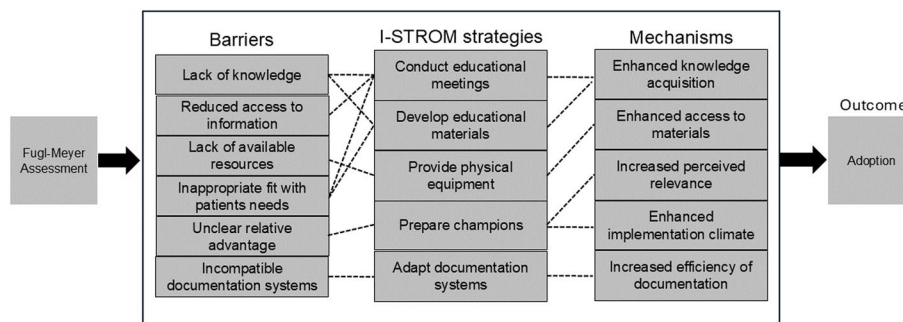 Barriers
I-STROM strategies
Mechanisms
Lack of knowledge
Reduced access to
information
Lack of available
resources
Inappropriate fit with
patients needs
Unclear relative
advantage
Incompatible
documentation systems
Conduct educational
meetings
Develop educational
materials
Provide physical
equipment
Prepare champions
Adapt documentation
systems
Enhanced knowledge
acquisition
Enhanced access to
materials
Increased perceived
relevance
Enhanced
implementation climate
Increased efficiency of
documentation
Fugl-Meyer
Assessment
Outcome
Adoption